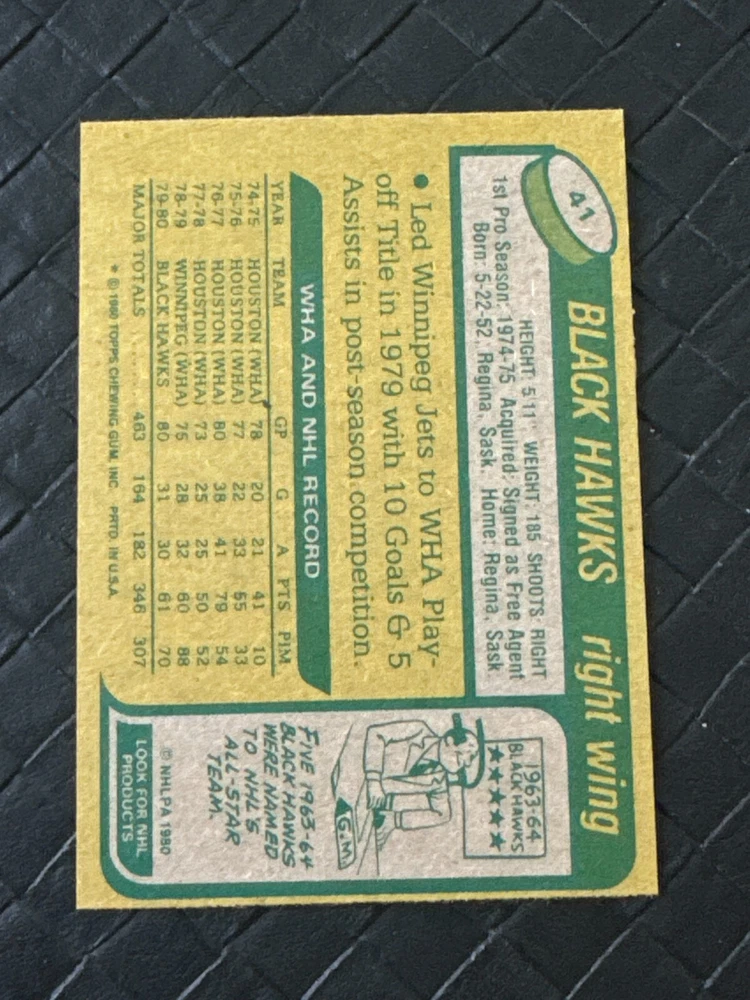 41
BLACK HAWKS right wing
HEIGHT: 5'11" WEIGHT: 185 SHOOTS: RIGHT
1st Pro Season: 1974-75 Acquired: Signed as Free Agent
Born: 5-22-52, Regina, Sask Home: Regina, Sask
• Led Winnipeg Jets to WHA Play-
off Title in 1979 with 10 Goals & 5
Assists in post-season competition.
WHA AND NHL RECORD
YEAR TEAM GP G A PTS PIM
74-75 HOUSTON (WHA) 78 20 21 41 10
75-76 HOUSTON (WHA) 77 22 33 55 33
76-77 HOUSTON (WHA) 80 38 41 79 54
77-78 HOUSTON (WHA) 73 25 25 50 52
78-79 WINNIPEG (WHA) 75 28 32 60 88
79-80 BLACK HAWKS 80 31 30 61 70
MAJOR TOTALS ..... 463 164 182 346 307
* © 1980 TOPPS CHEWING GUM, INC. PRTD. IN U.S.A.
1963-64
BLACK HAWKS
★★★★★
G.M.
FIVE 1963-64
BLACK HAWKS
WERE NAMED
TO NHL'S
ALL-STAR
TEAM.
© NHLPA 1980
LOOK FOR NHL
PRODUCTS